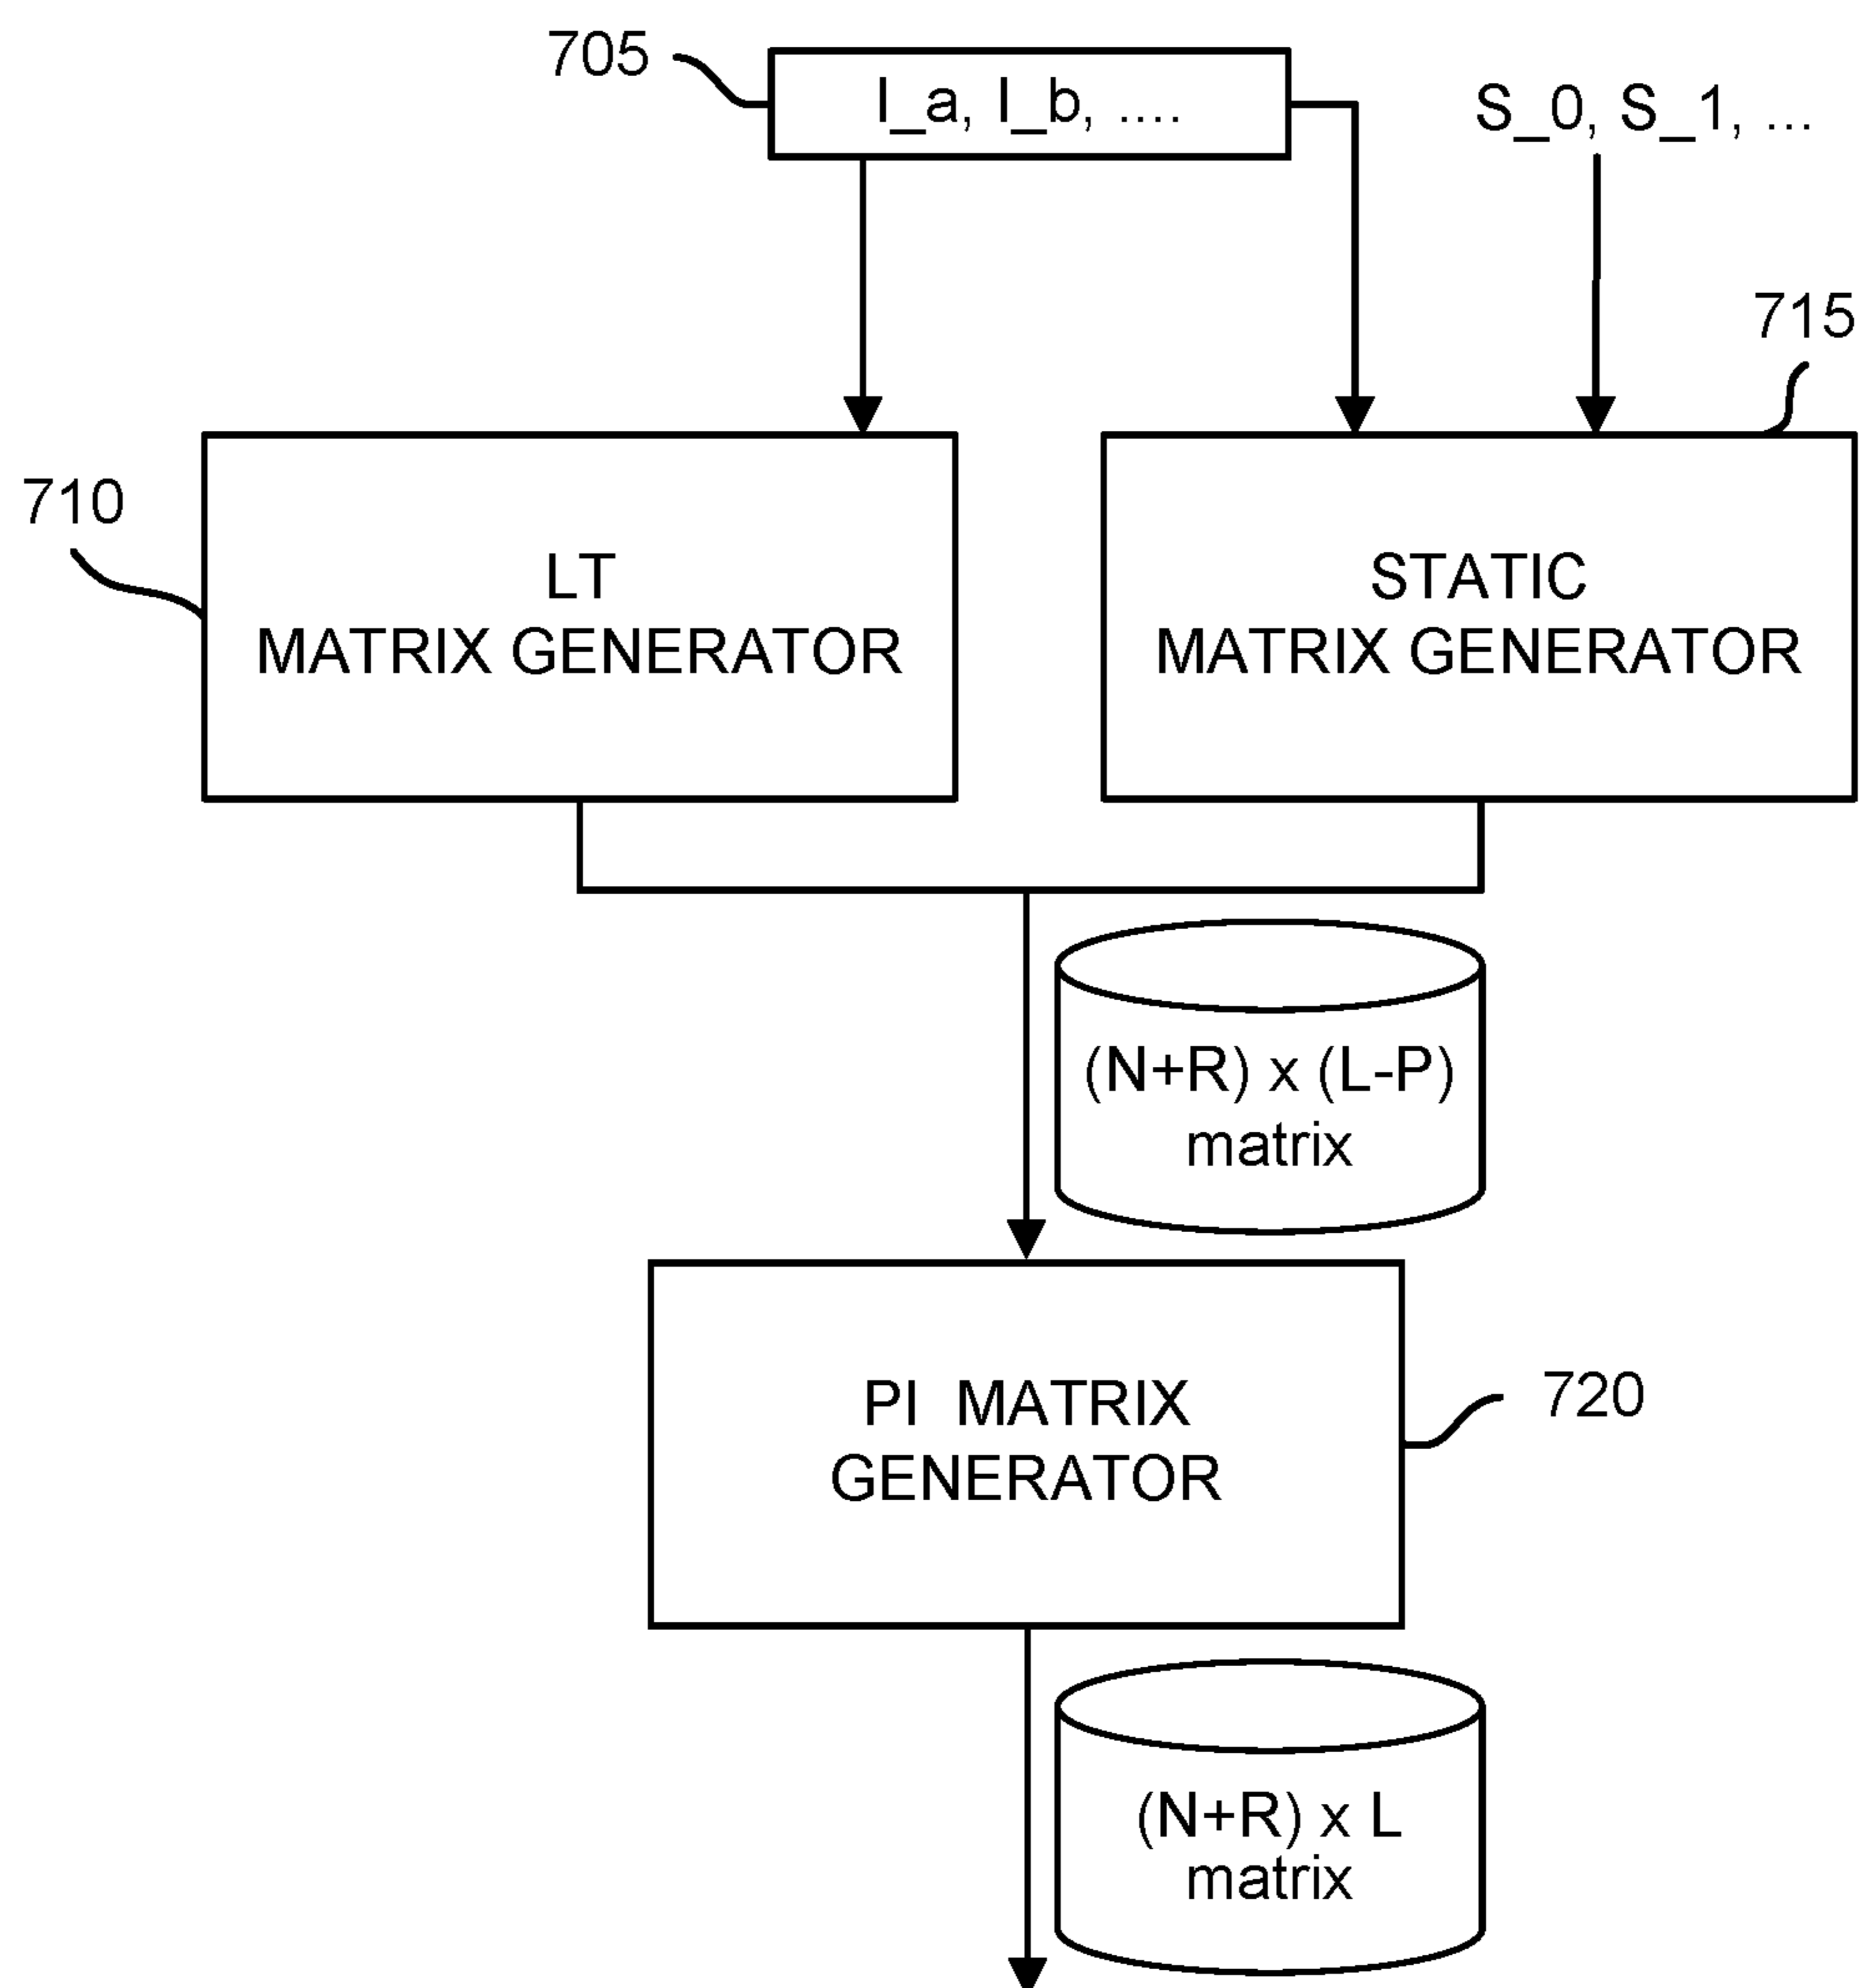 705
I_a, I_b, ....
S_0, S_1, ...
715
710
LT
MATRIX GENERATOR
STATIC
MATRIX GENERATOR
(N+R) x (L-P)
matrix
PI MATRIX
GENERATOR
720
(N+R) x L
matrix